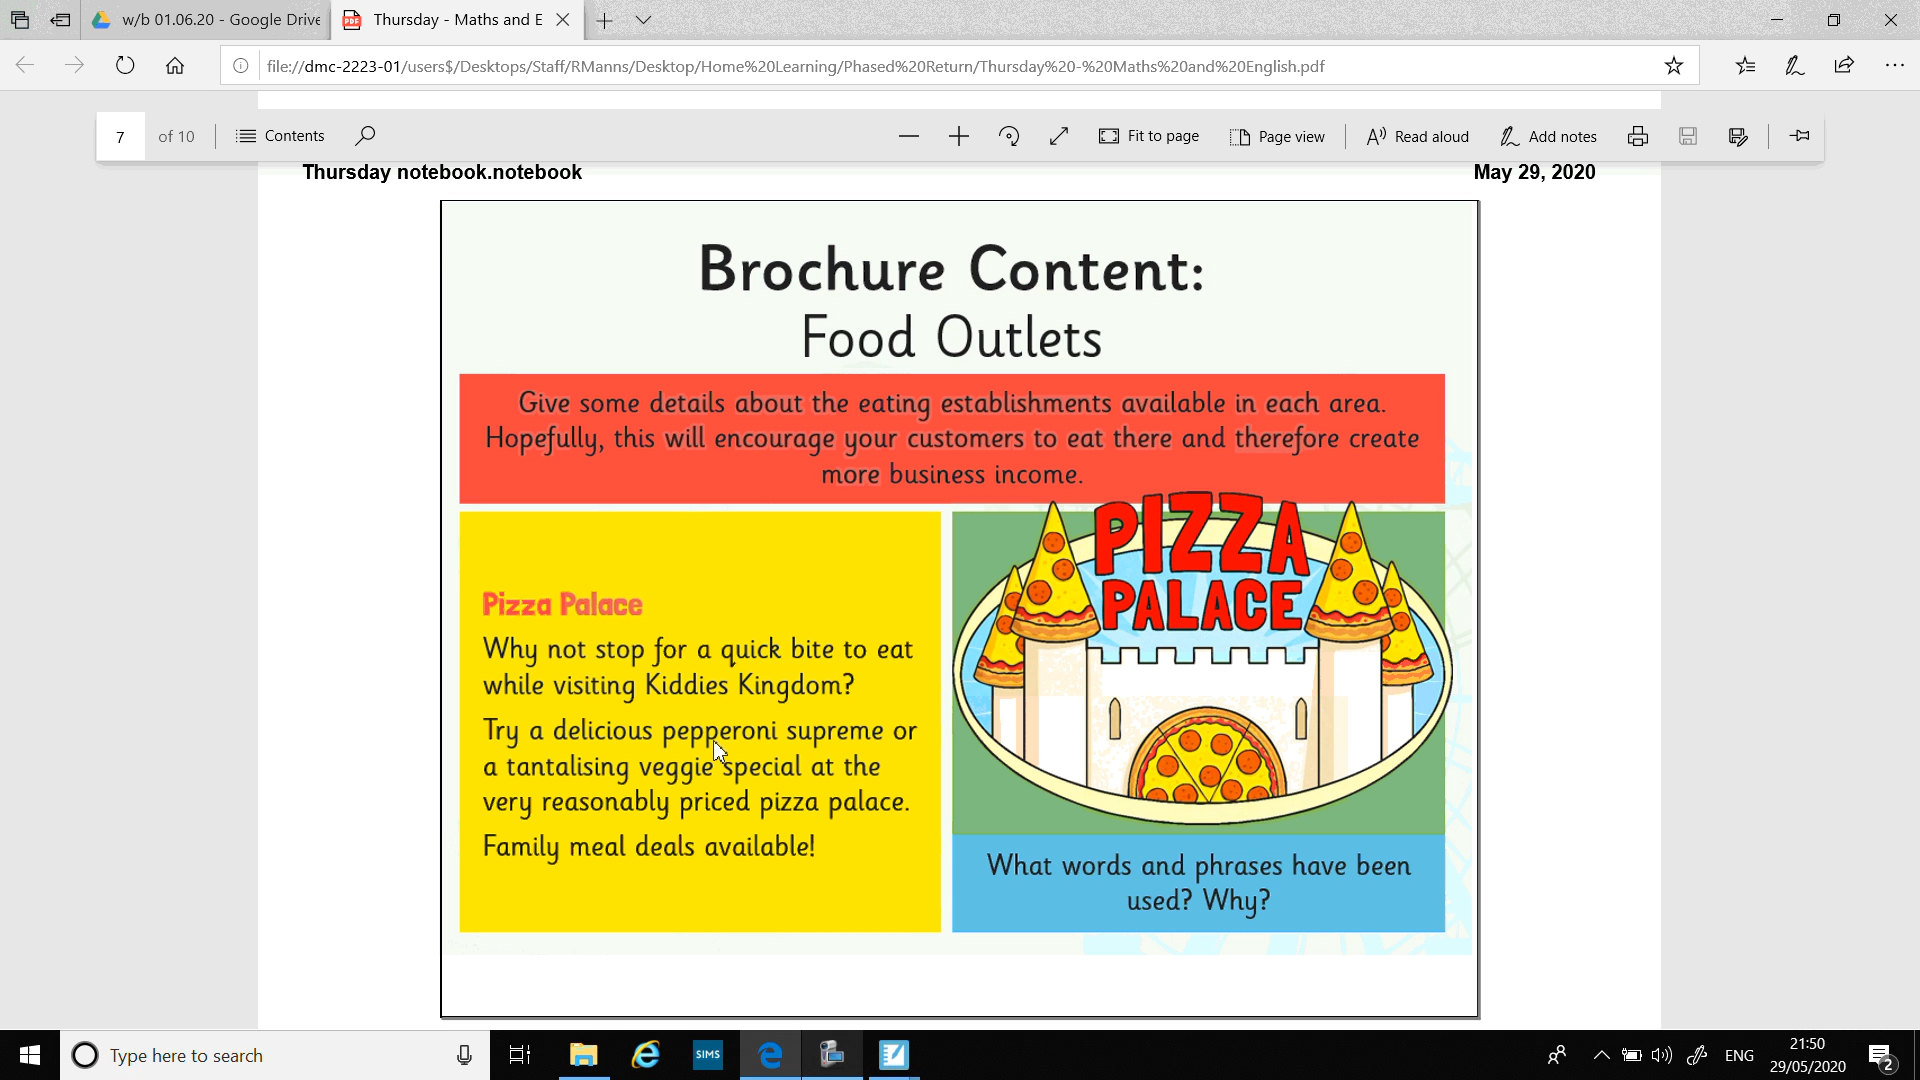 w/b 01.06.20 - Google Drive
Thursday - Maths and E
file://dmc-2223-01/users$/Desktops/Staff/RManns/Desktop/Home%20Learning/Phased%20Return/Thursday%20-%20Maths%20and%20English.pdf
7 of 10 Contents Fit to page Page view Read aloud Add notes
Thursday notebook.notebook May 29, 2020
Brochure Content:
Food Outlets
Give some details about the eating establishments available in each area.
Hopefully, this will encourage your customers to eat there and therefore create
more business income.
PIZZA
PALACE
Pizza Palace
Why not stop for a quick bite to eat
while visiting Kiddies Kingdom?
Try a delicious pepperoni supreme or
a tantalising veggie special at the
very reasonably priced pizza palace.
Family meal deals available!
What words and phrases have been
used? Why?
Type here to search
SIMS
ENG
21:50
29/05/2020
2